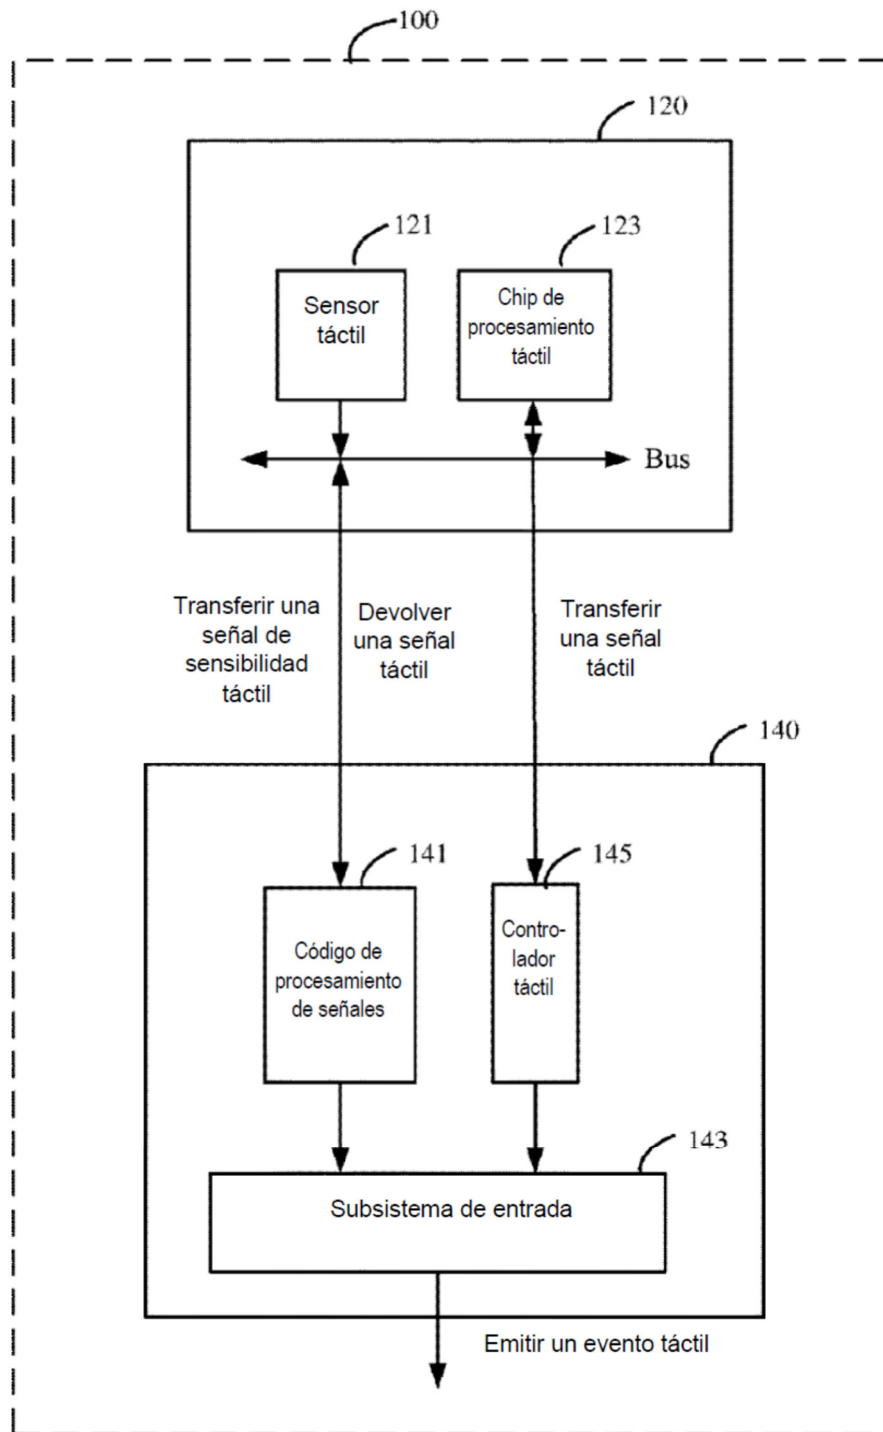 100
120
121
123
Sensor
táctil
Chip de
procesamiento
táctil
Bus
Transferir una
señal de
sensibilidad
táctil
Devolver
una señal
táctil
Transferir
una señal
táctil
140
141
145
Código de
procesamiento
de señales
Contro-
lador
táctil
143
Subsistema de entrada
Emitir un evento táctil